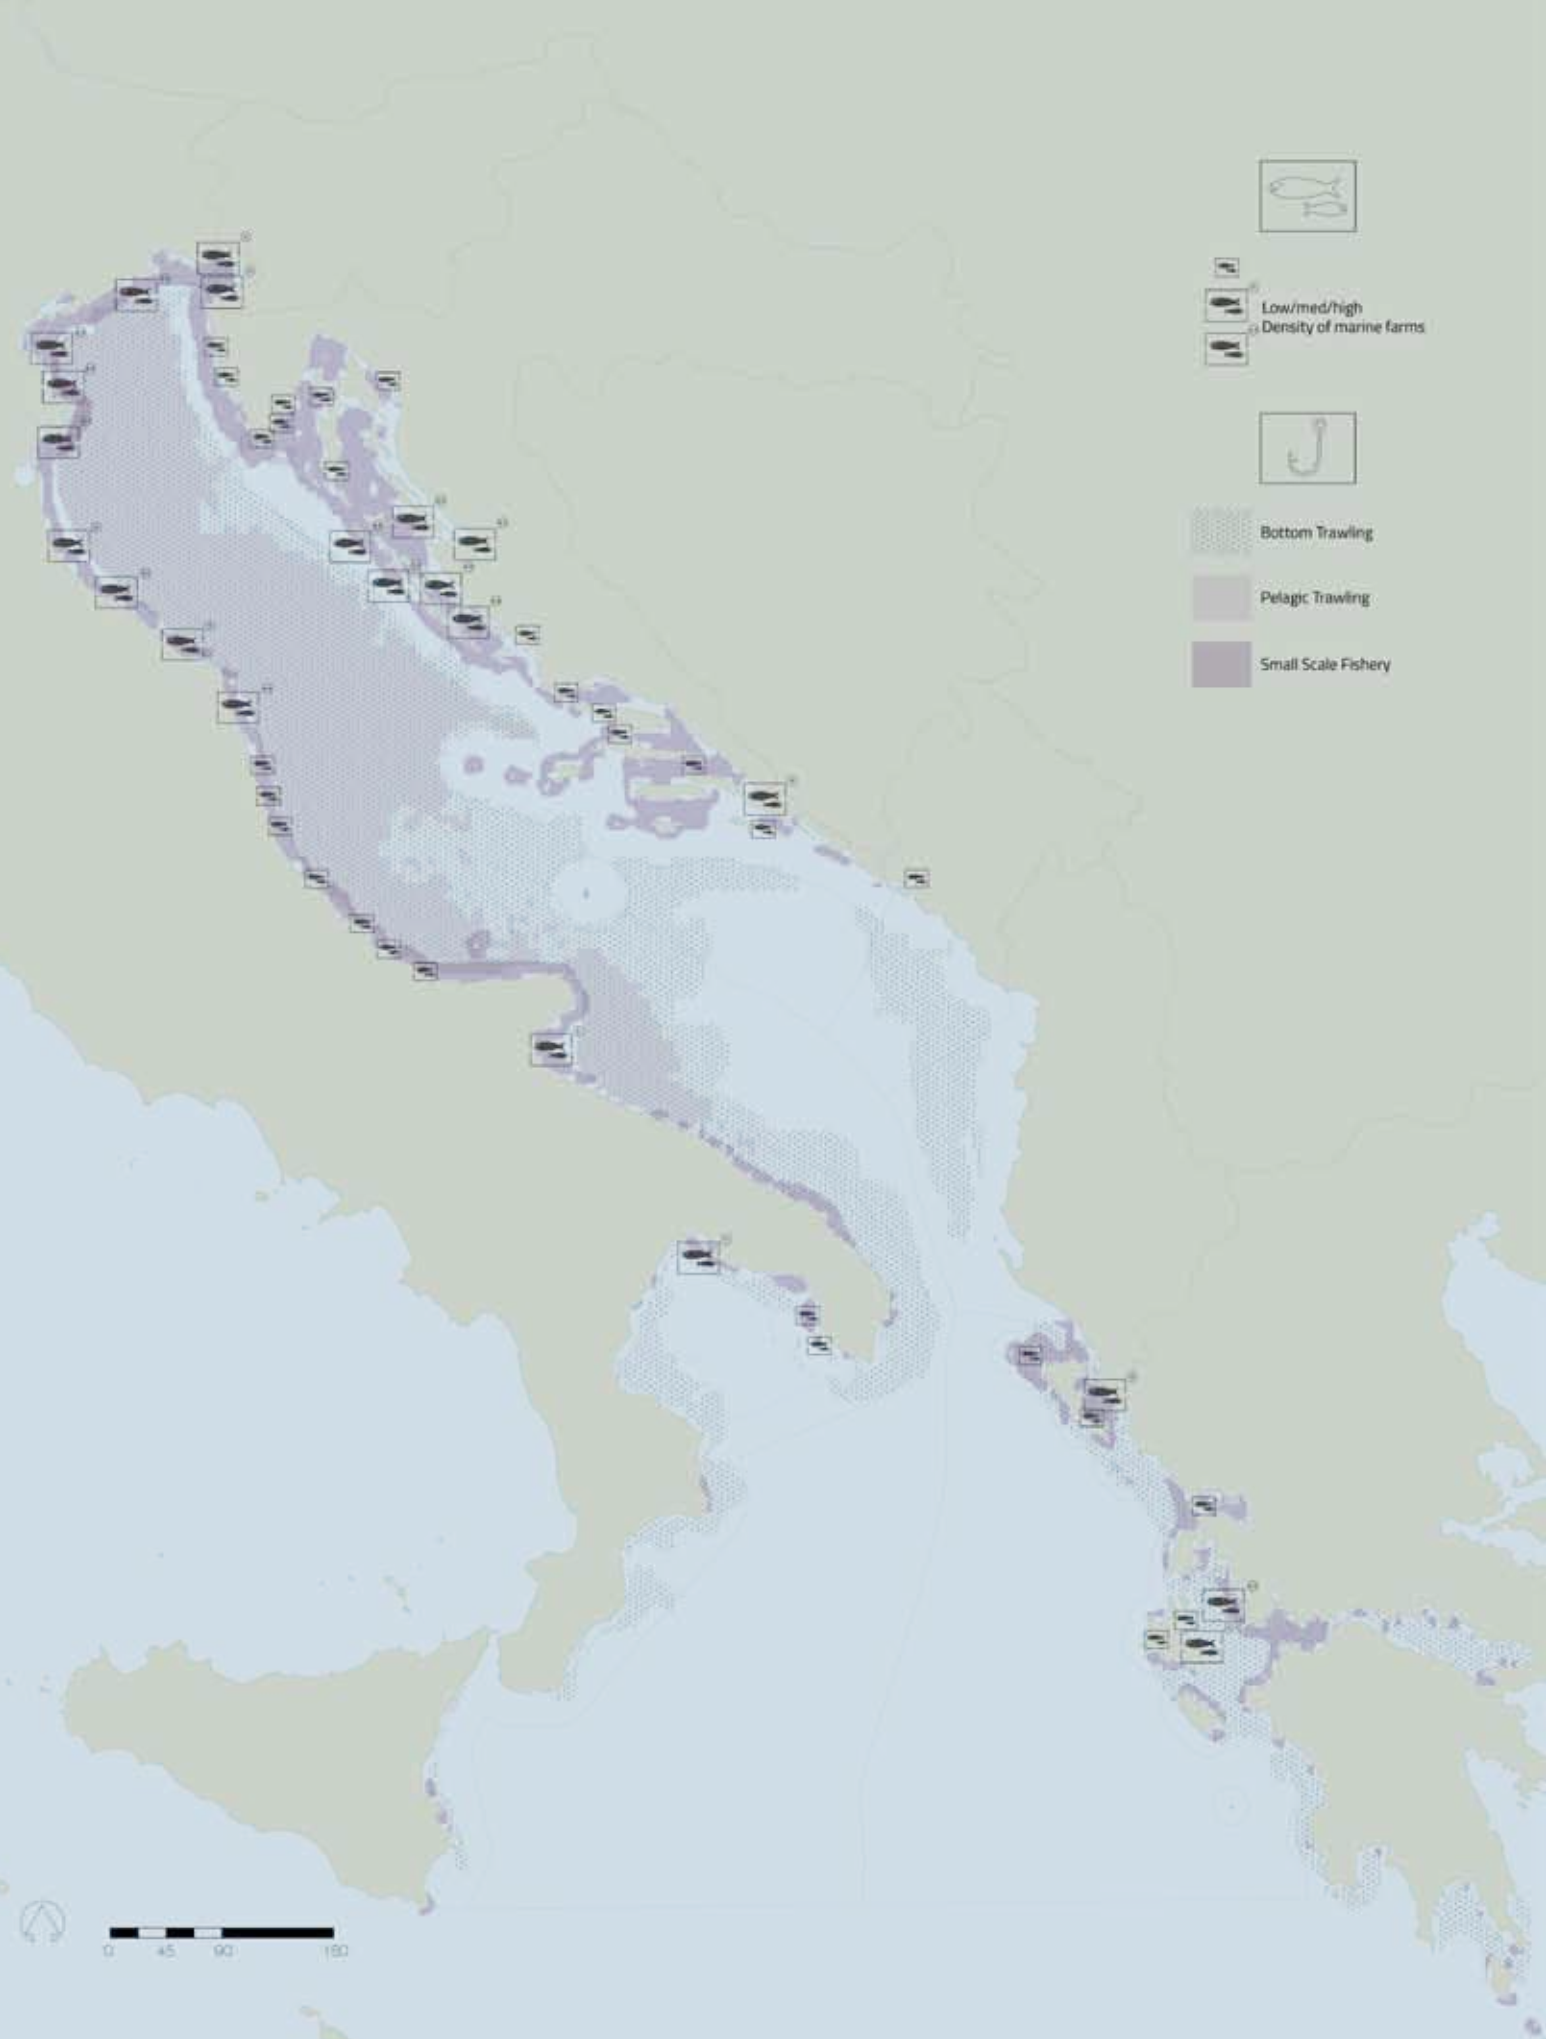 Low/med/high
Density of marine farms
Bottom Trawling
Pelagic Trawling
Small Scale Fishery
0 45 90 180